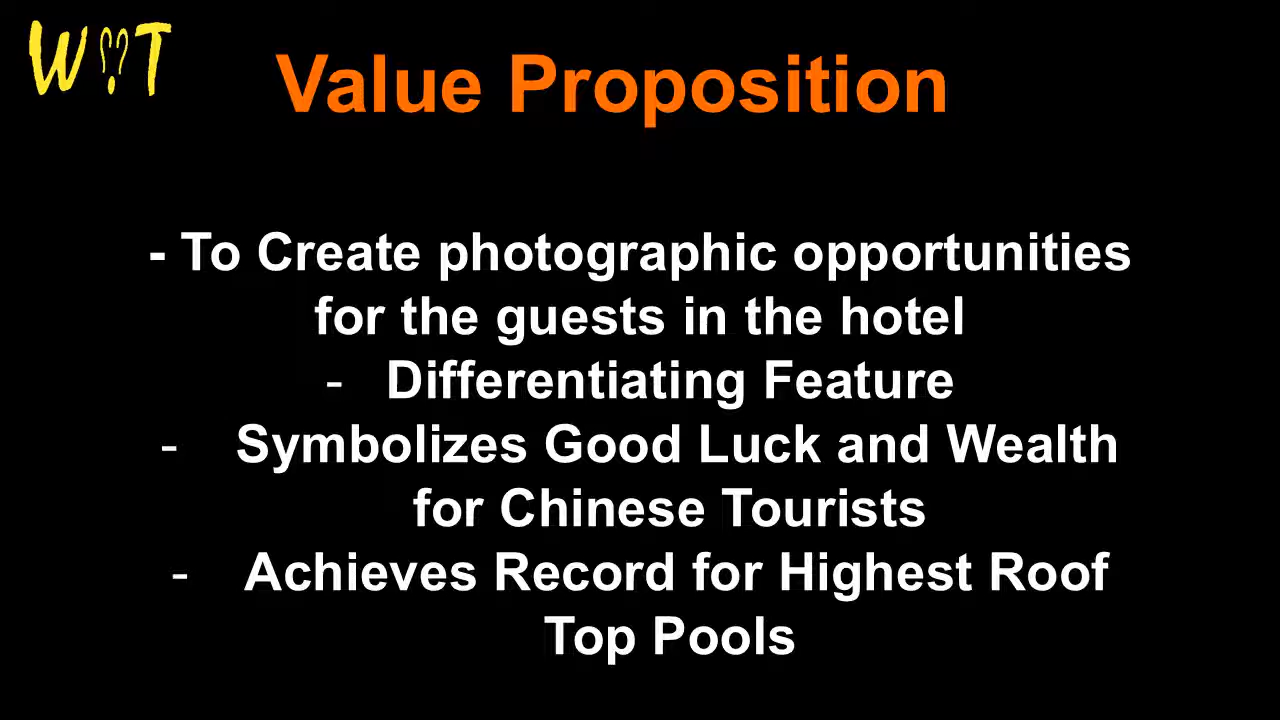 W??T
Value Proposition
- To Create photographic opportunities
for the guests in the hotel
- Differentiating Feature
- Symbolizes Good Luck and Wealth
for Chinese Tourists
- Achieves Record for Highest Roof
Top Pools